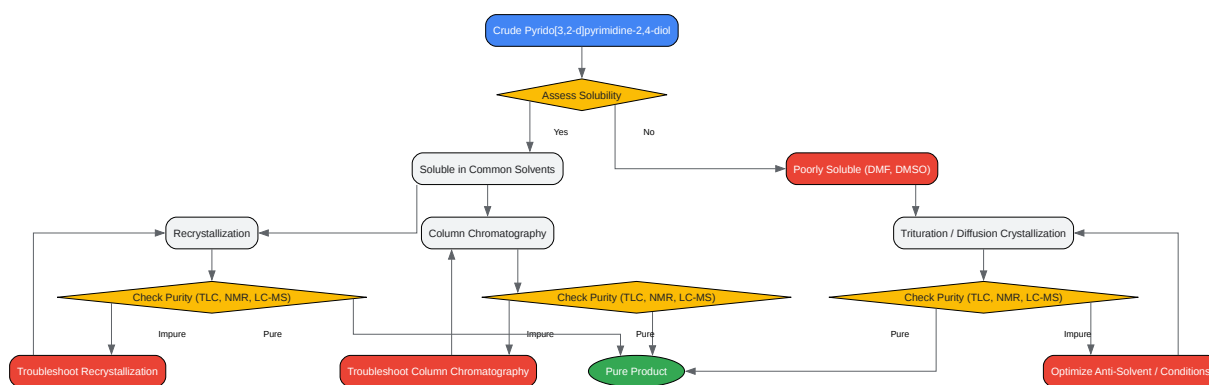 Crude Pyrido[3,2-d]pyrimidine-2,4-diol
Assess Solubility
Yes
No
Soluble in Common Solvents
Poorly Soluble (DMF, DMSO)
Recrystallization
Column Chromatography
Trituration / Diffusion Crystallization
Check Purity (TLC, NMR, LC-MS)
Check Purity (TLC, NMR, LC-MS)
Check Purity (TLC, NMR, LC-MS)
Impure
Pure
Impure
Pure
Pure
Impure
Troubleshoot Recrystallization
Troubleshoot Column Chromatography
Pure Product
Optimize Anti-Solvent / Conditions